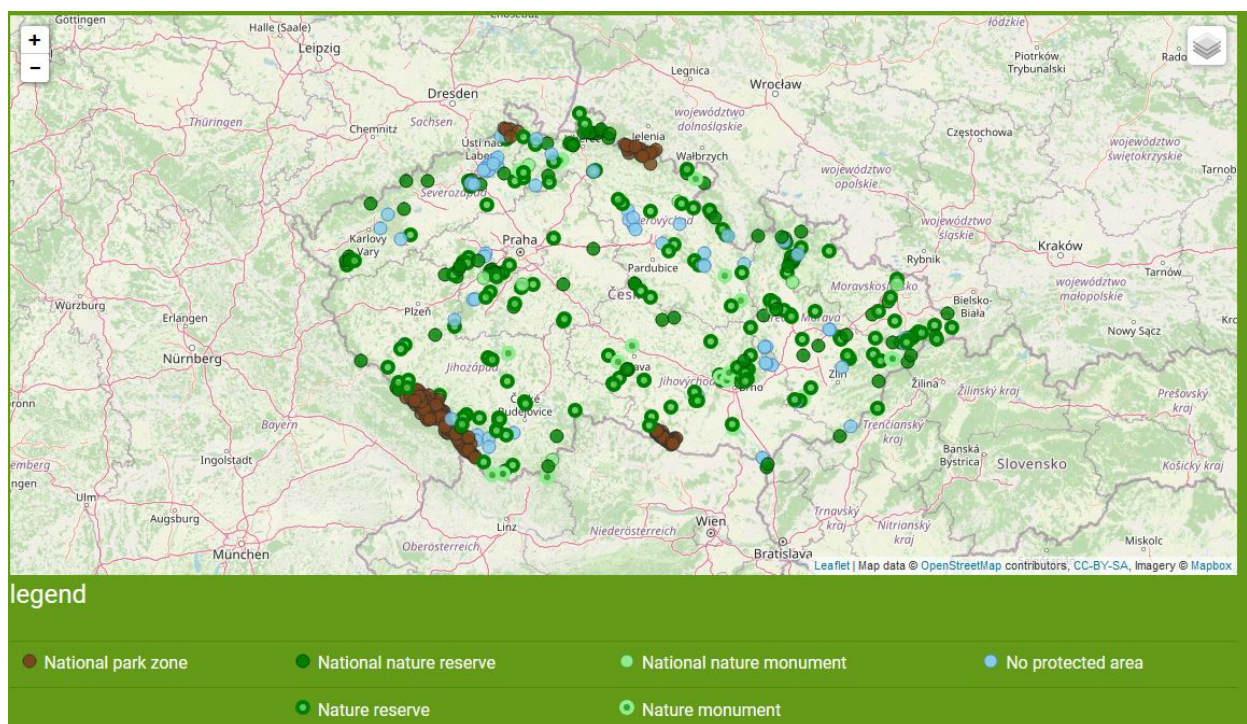 Göttingen
Halle (Saale)
Leipzig
łódzkie
Piotrków
Trybunalski
Legnica
Wrocław
Dresden
województwo
dolnośląskie
Thüringen
Chemnitz
Sachsen
Jelenia
Wałbrzych
Częstochowa
województwo
świętokrzyskie
województwo
opolskie
Karlovy
Vary
Praha
województwo
śląskie
Kraków
Rybnik
Tarnów
Pardubice
województwo
małopolskie
Bielsko-
Biała
Würzburg
Erlangen
Plzeň
Nowy Sącz
Nürnberg
Jihozápad
Zlín
Žilina
Žilinský kraj
Prešovský
kraj
Brno
Budějovice
Bayern
Trenčiansky
kraj
Banská
Bystrica
Slovensko
Košický kraj
Ingolstadt
Ulm
Augsburg
Linz
Niederösterreich
Wien
Trnavský
kraj
Nitriansky
kraj
Miskolc
München
Oberösterreich
Bratislava
+
−
Leaflet | Map data © OpenStreetMap contributors, CC-BY-SA, Imagery © Mapbox
legend
National park zone
National nature reserve
National nature monument
No protected area
Nature reserve
Nature monument